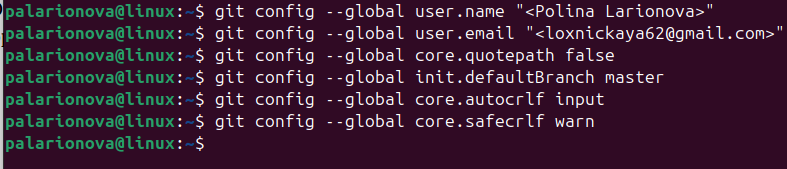 palarionova@linux:~$ git config --global user.name "<Polina Larionova>"
palarionova@linux:~$ git config --global user.email "<loxnickaya62@gmail.com>"
palarionova@linux:~$ git config --global core.quotepath false
palarionova@linux:~$ git config --global init.defaultBranch master
palarionova@linux:~$ git config --global core.autocrlf input
palarionova@linux:~$ git config --global core.safecrlf warn
palarionova@linux:~$